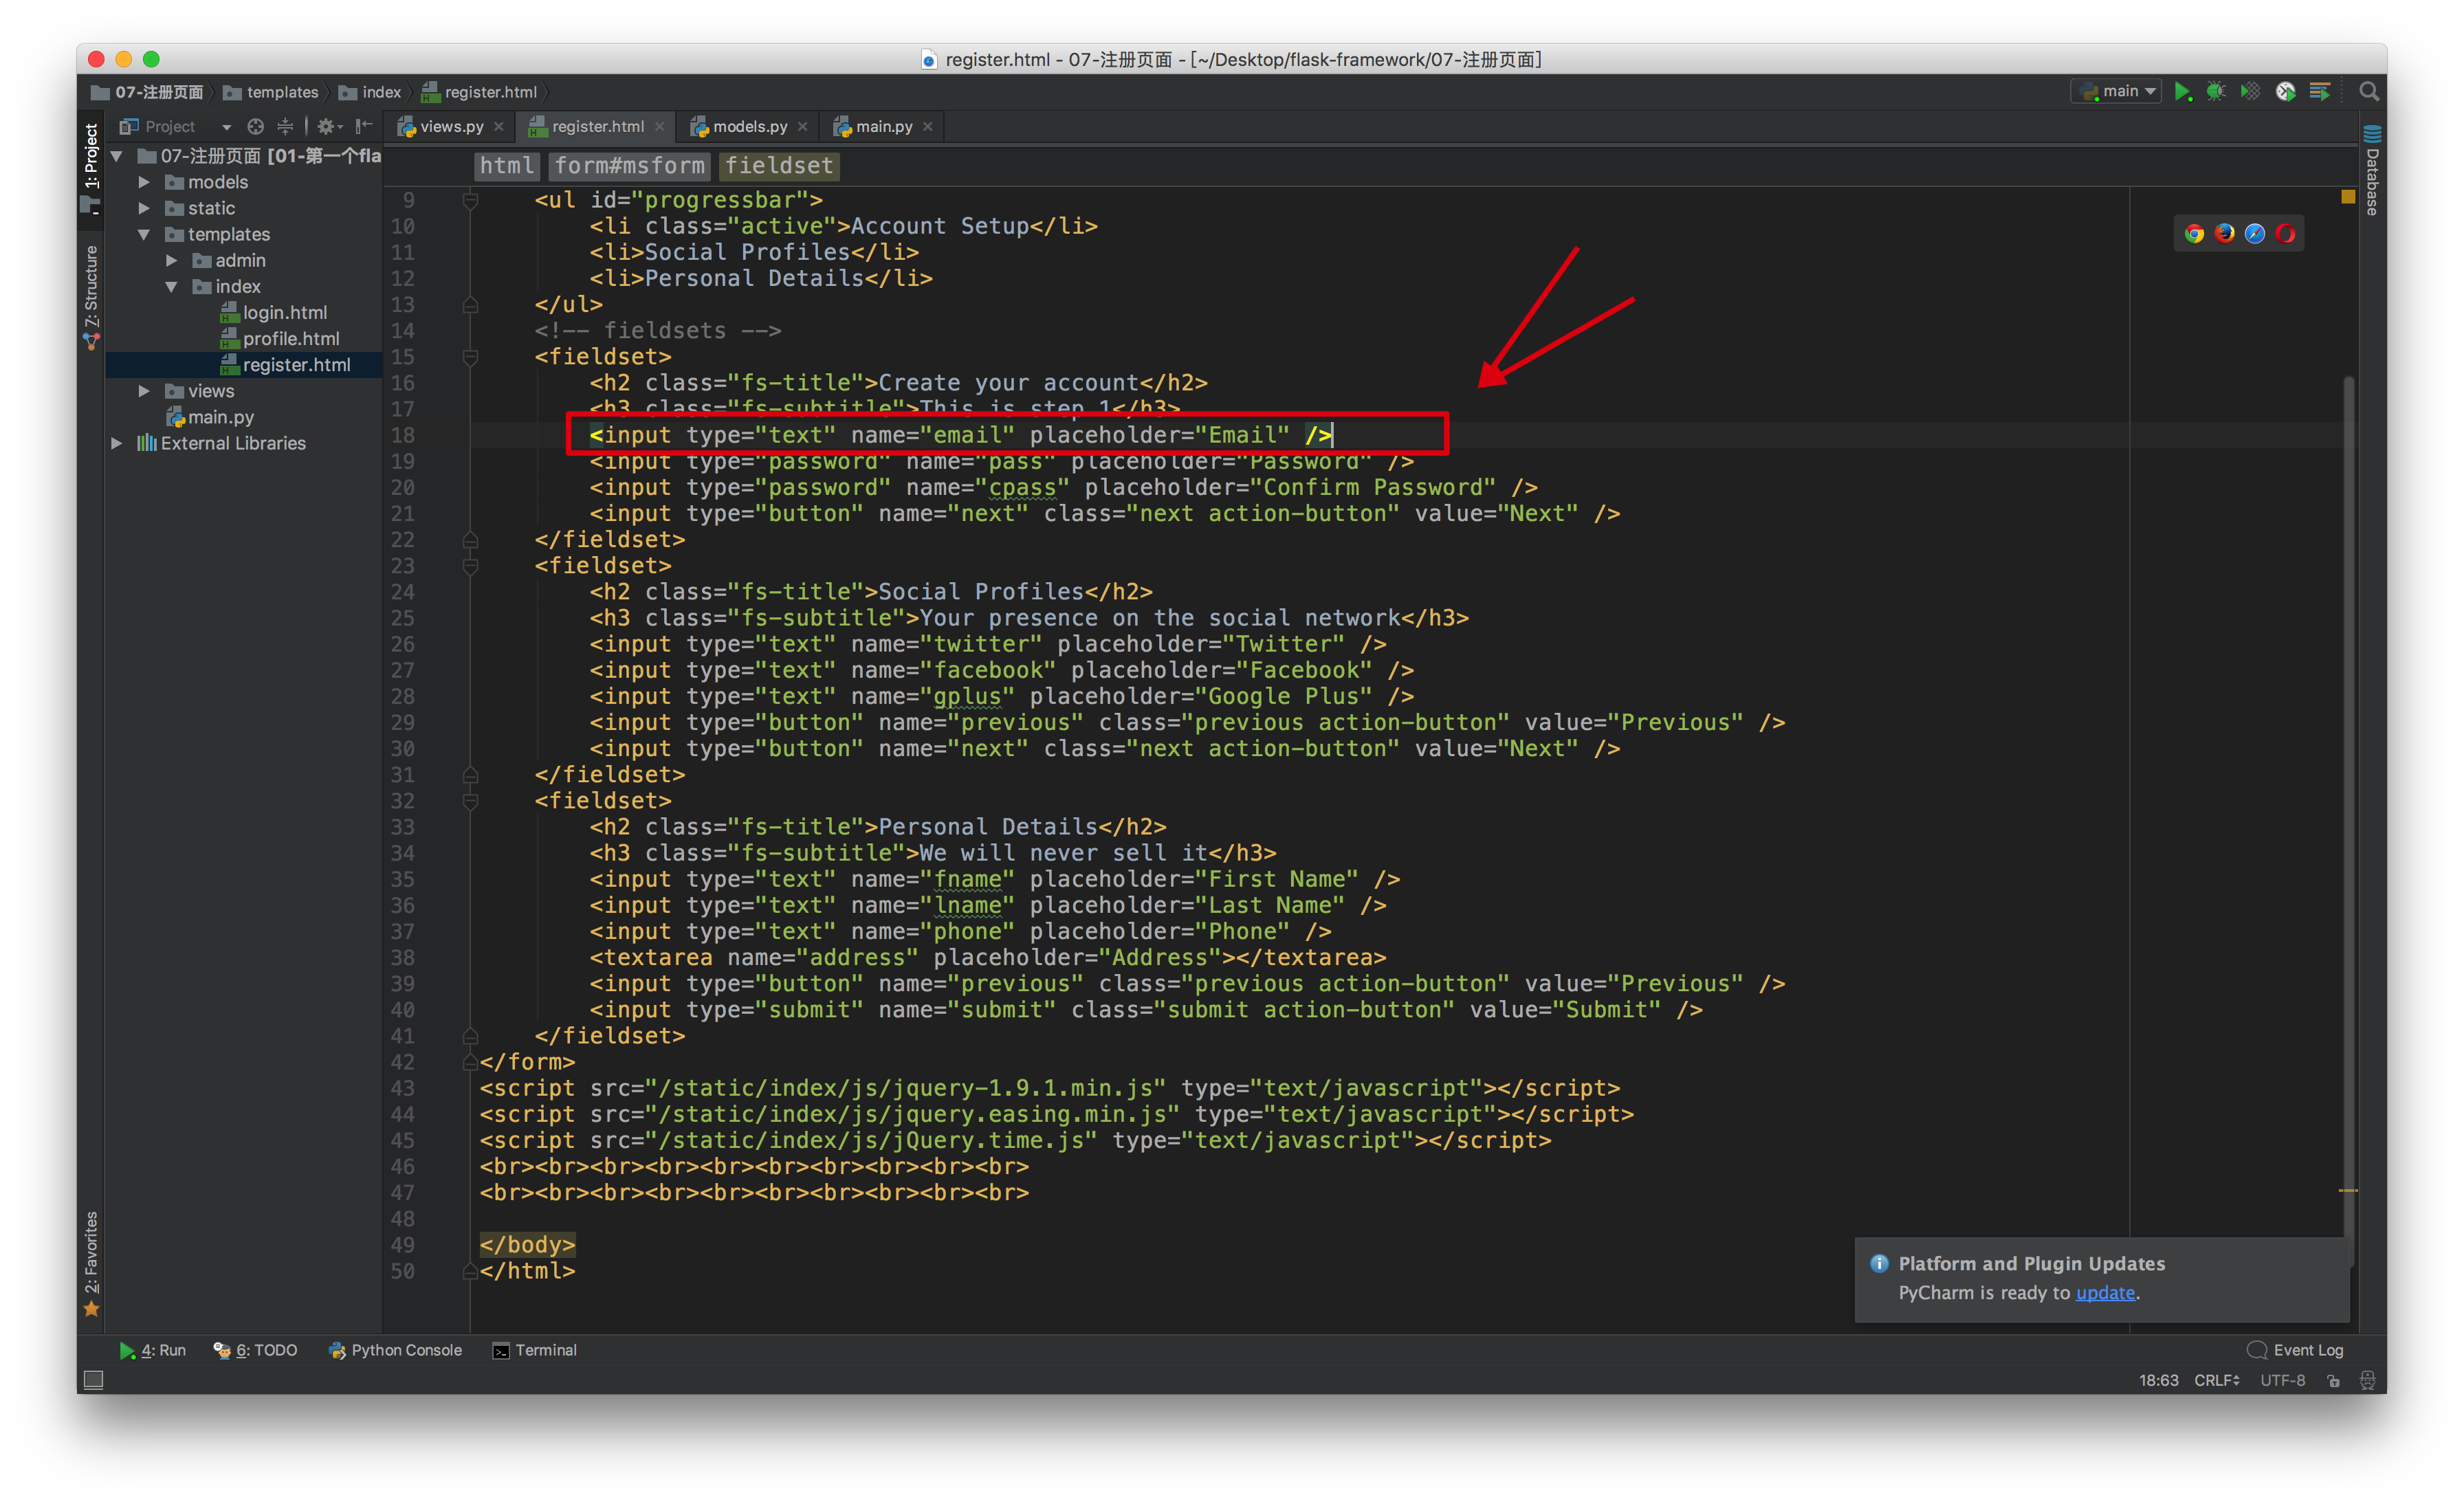 register.html - 07-注册页面 - [~/Desktop/flask-framework/07-注册页面]
07-注册页面 templates index register.html
main
1: Project
Project
views.py register.html models.py main.py
07-注册页面 [01-第一个fla
models
static
templates
admin
index
login.html
profile.html
register.html
views
main.py
External Libraries
Z: Structure
2: Favorites
Database
html form#msform fieldset
9 <ul id="progressbar">
10 <li class="active">Account Setup</li>
11 <li>Social Profiles</li>
12 <li>Personal Details</li>
13 </ul>
14 <!-- fieldsets -->
15 <fieldset>
16 <h2 class="fs-title">Create your account</h2>
17 <h3 class="fs-subtitle">This is step 1</h3>
18 <input type="text" name="email" placeholder="Email" />
19 <input type="password" name="pass" placeholder="Password" />
20 <input type="password" name="cpass" placeholder="Confirm Password" />
21 <input type="button" name="next" class="next action-button" value="Next" />
22 </fieldset>
23 <fieldset>
24 <h2 class="fs-title">Social Profiles</h2>
25 <h3 class="fs-subtitle">Your presence on the social network</h3>
26 <input type="text" name="twitter" placeholder="Twitter" />
27 <input type="text" name="facebook" placeholder="Facebook" />
28 <input type="text" name="gplus" placeholder="Google Plus" />
29 <input type="button" name="previous" class="previous action-button" value="Previous" />
30 <input type="button" name="next" class="next action-button" value="Next" />
31 </fieldset>
32 <fieldset>
33 <h2 class="fs-title">Personal Details</h2>
34 <h3 class="fs-subtitle">We will never sell it</h3>
35 <input type="text" name="fname" placeholder="First Name" />
36 <input type="text" name="lname" placeholder="Last Name" />
37 <input type="text" name="phone" placeholder="Phone" />
38 <textarea name="address" placeholder="Address"></textarea>
39 <input type="button" name="previous" class="previous action-button" value="Previous" />
40 <input type="submit" name="submit" class="submit action-button" value="Submit" />
41 </fieldset>
42 </form>
43 <script src="/static/index/js/jquery-1.9.1.min.js" type="text/javascript"></script>
44 <script src="/static/index/js/jquery.easing.min.js" type="text/javascript"></script>
45 <script src="/static/index/js/jQuery.time.js" type="text/javascript"></script>
46 <br><br><br><br><br><br><br><br><br><br>
47 <br><br><br><br><br><br><br><br><br><br>
48
49 </body>
50 </html>
Platform and Plugin Updates
PyCharm is ready to update.
4: Run 6: TODO Python Console Terminal Event Log
18:63 CRLF UTF-8